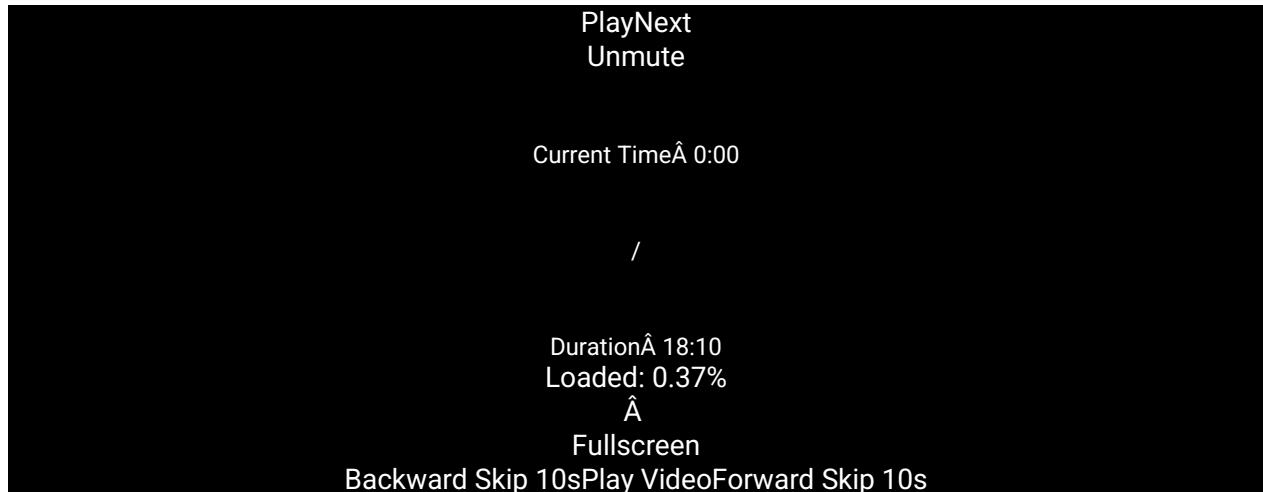 PlayNext
Unmute
Current TimeÂ 0:00
/
DurationÂ 18:10
Loaded: 0.37%
Â
Fullscreen
Backward Skip 10sPlay VideoForward Skip 10s